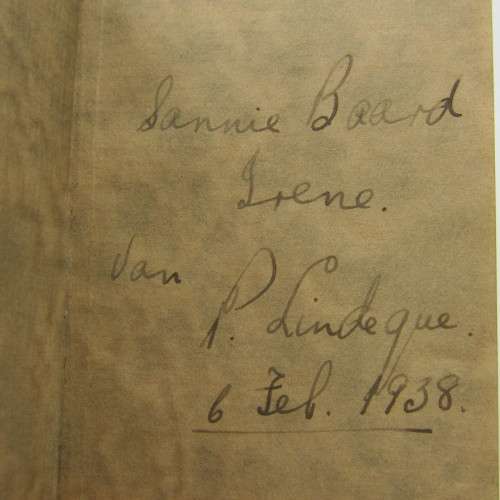 Sannie Baard
Irene.
Van
P. Lindeque.
6 Feb. 1938.